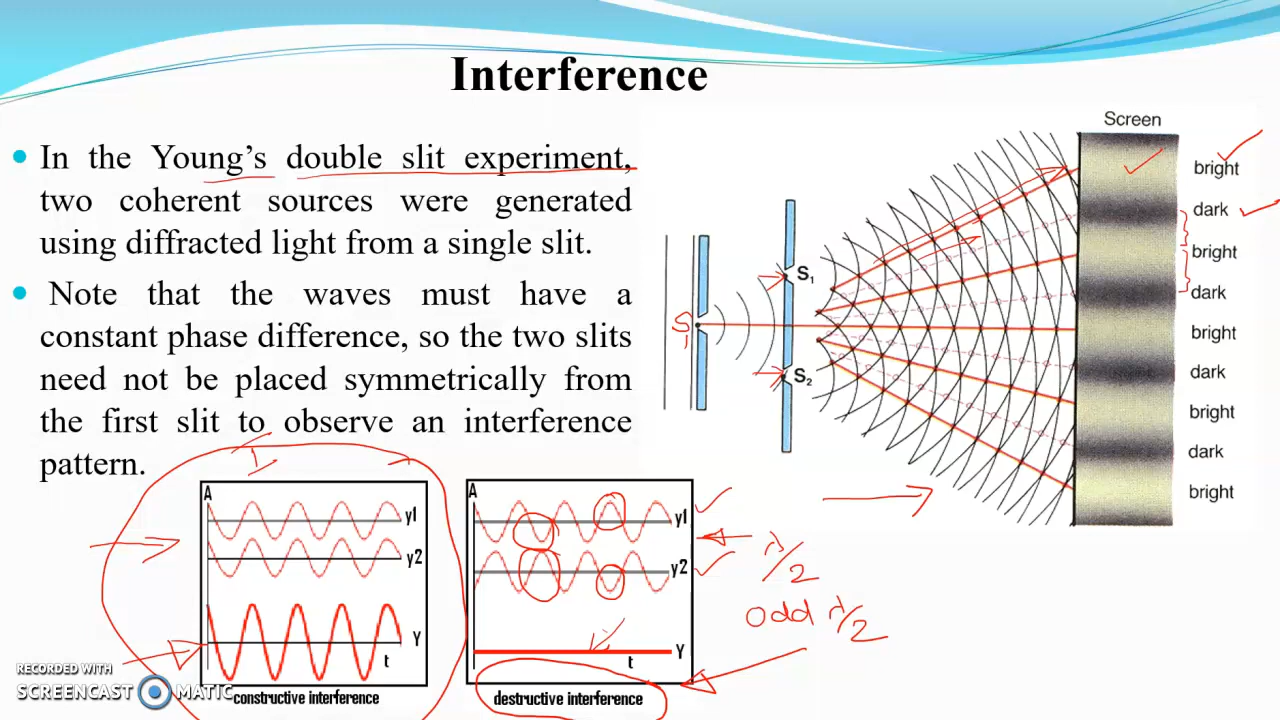 Interference
• In the Young's double slit experiment,
two coherent sources were generated
using diffracted light from a single slit.
• Note that the waves must have a
constant phase difference, so the two slits
need not be placed symmetrically from
the first slit to observe an interference
pattern.
Screen
bright
dark
bright
dark
bright
dark
bright
dark
bright
S
S1
S2
A
y1
y2
Y
t
constructive interference
A
y1
y2
Y
t
destructive interference
λ/2
odd λ/2
RECORDED WITH
SCREENCAST MATIC